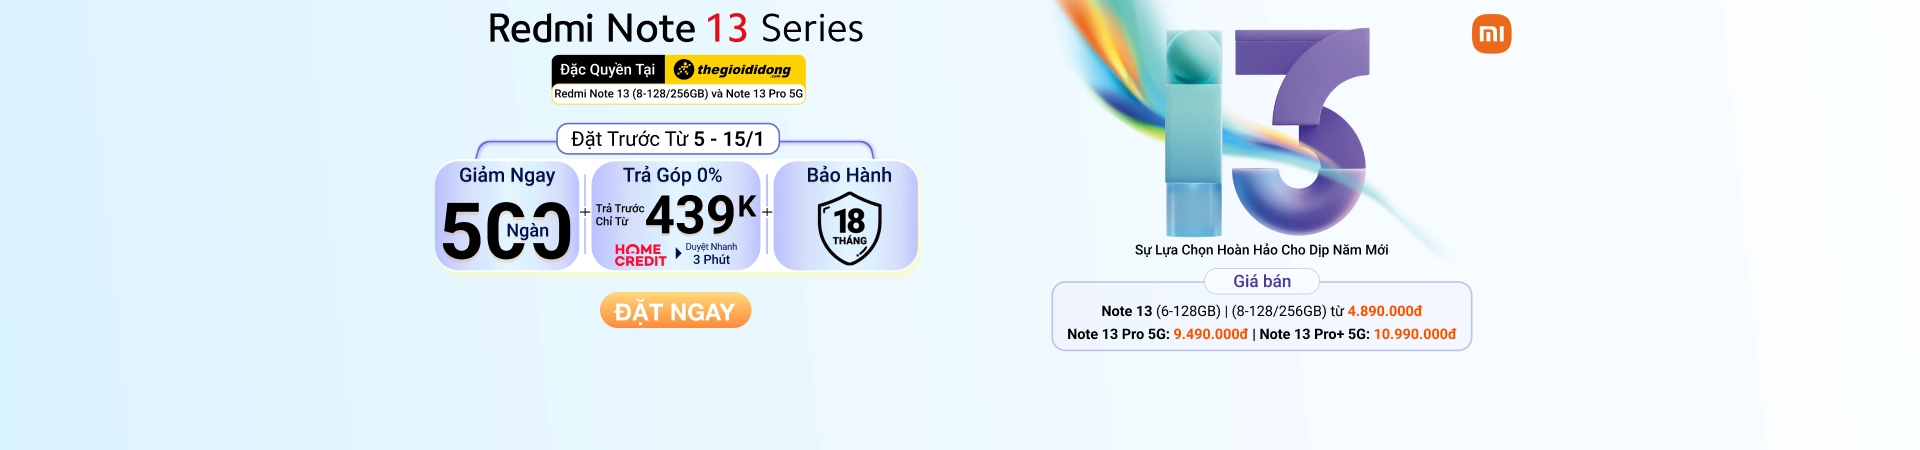 Redmi Note 13 Series
Đặc Quyền Tại thegioididong.com
Redmi Note 13 (8-128/256GB) và Note 13 Pro 5G
Đặt Trước Từ 5 - 15/1
Giảm Ngay
500
Ngàn
+
Trả Góp 0%
Trả Trước
Chỉ Từ
439K
HOME
CREDIT
Duyệt Nhanh
3 Phút
+
Bảo Hành
18
THÁNG
ĐẶT NGAY
13
mi
Sự Lựa Chọn Hoàn Hảo Cho Dịp Năm Mới
Giá bán
Note 13 (6-128GB) | (8-128/256GB) từ 4.890.000đ
Note 13 Pro 5G: 9.490.000đ | Note 13 Pro+ 5G: 10.990.000đ